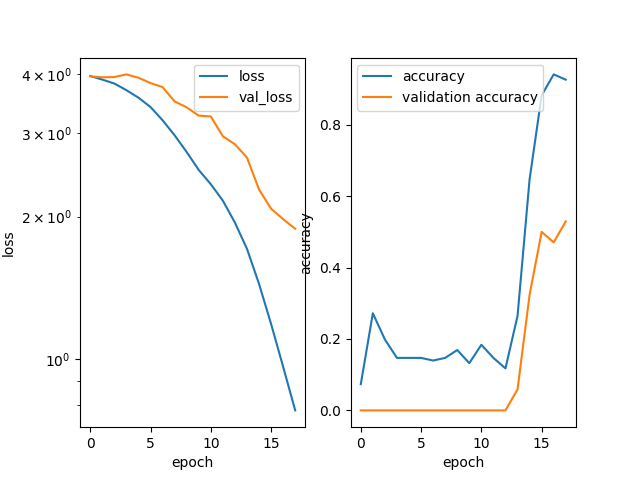 4 × 10⁰
3 × 10⁰
2 × 10⁰
10⁰
loss
loss
val_loss
0 5 10 15
epoch
0.8
0.6
0.4
0.2
0.0
accuracy
accuracy
validation accuracy
0 5 10 15
epoch